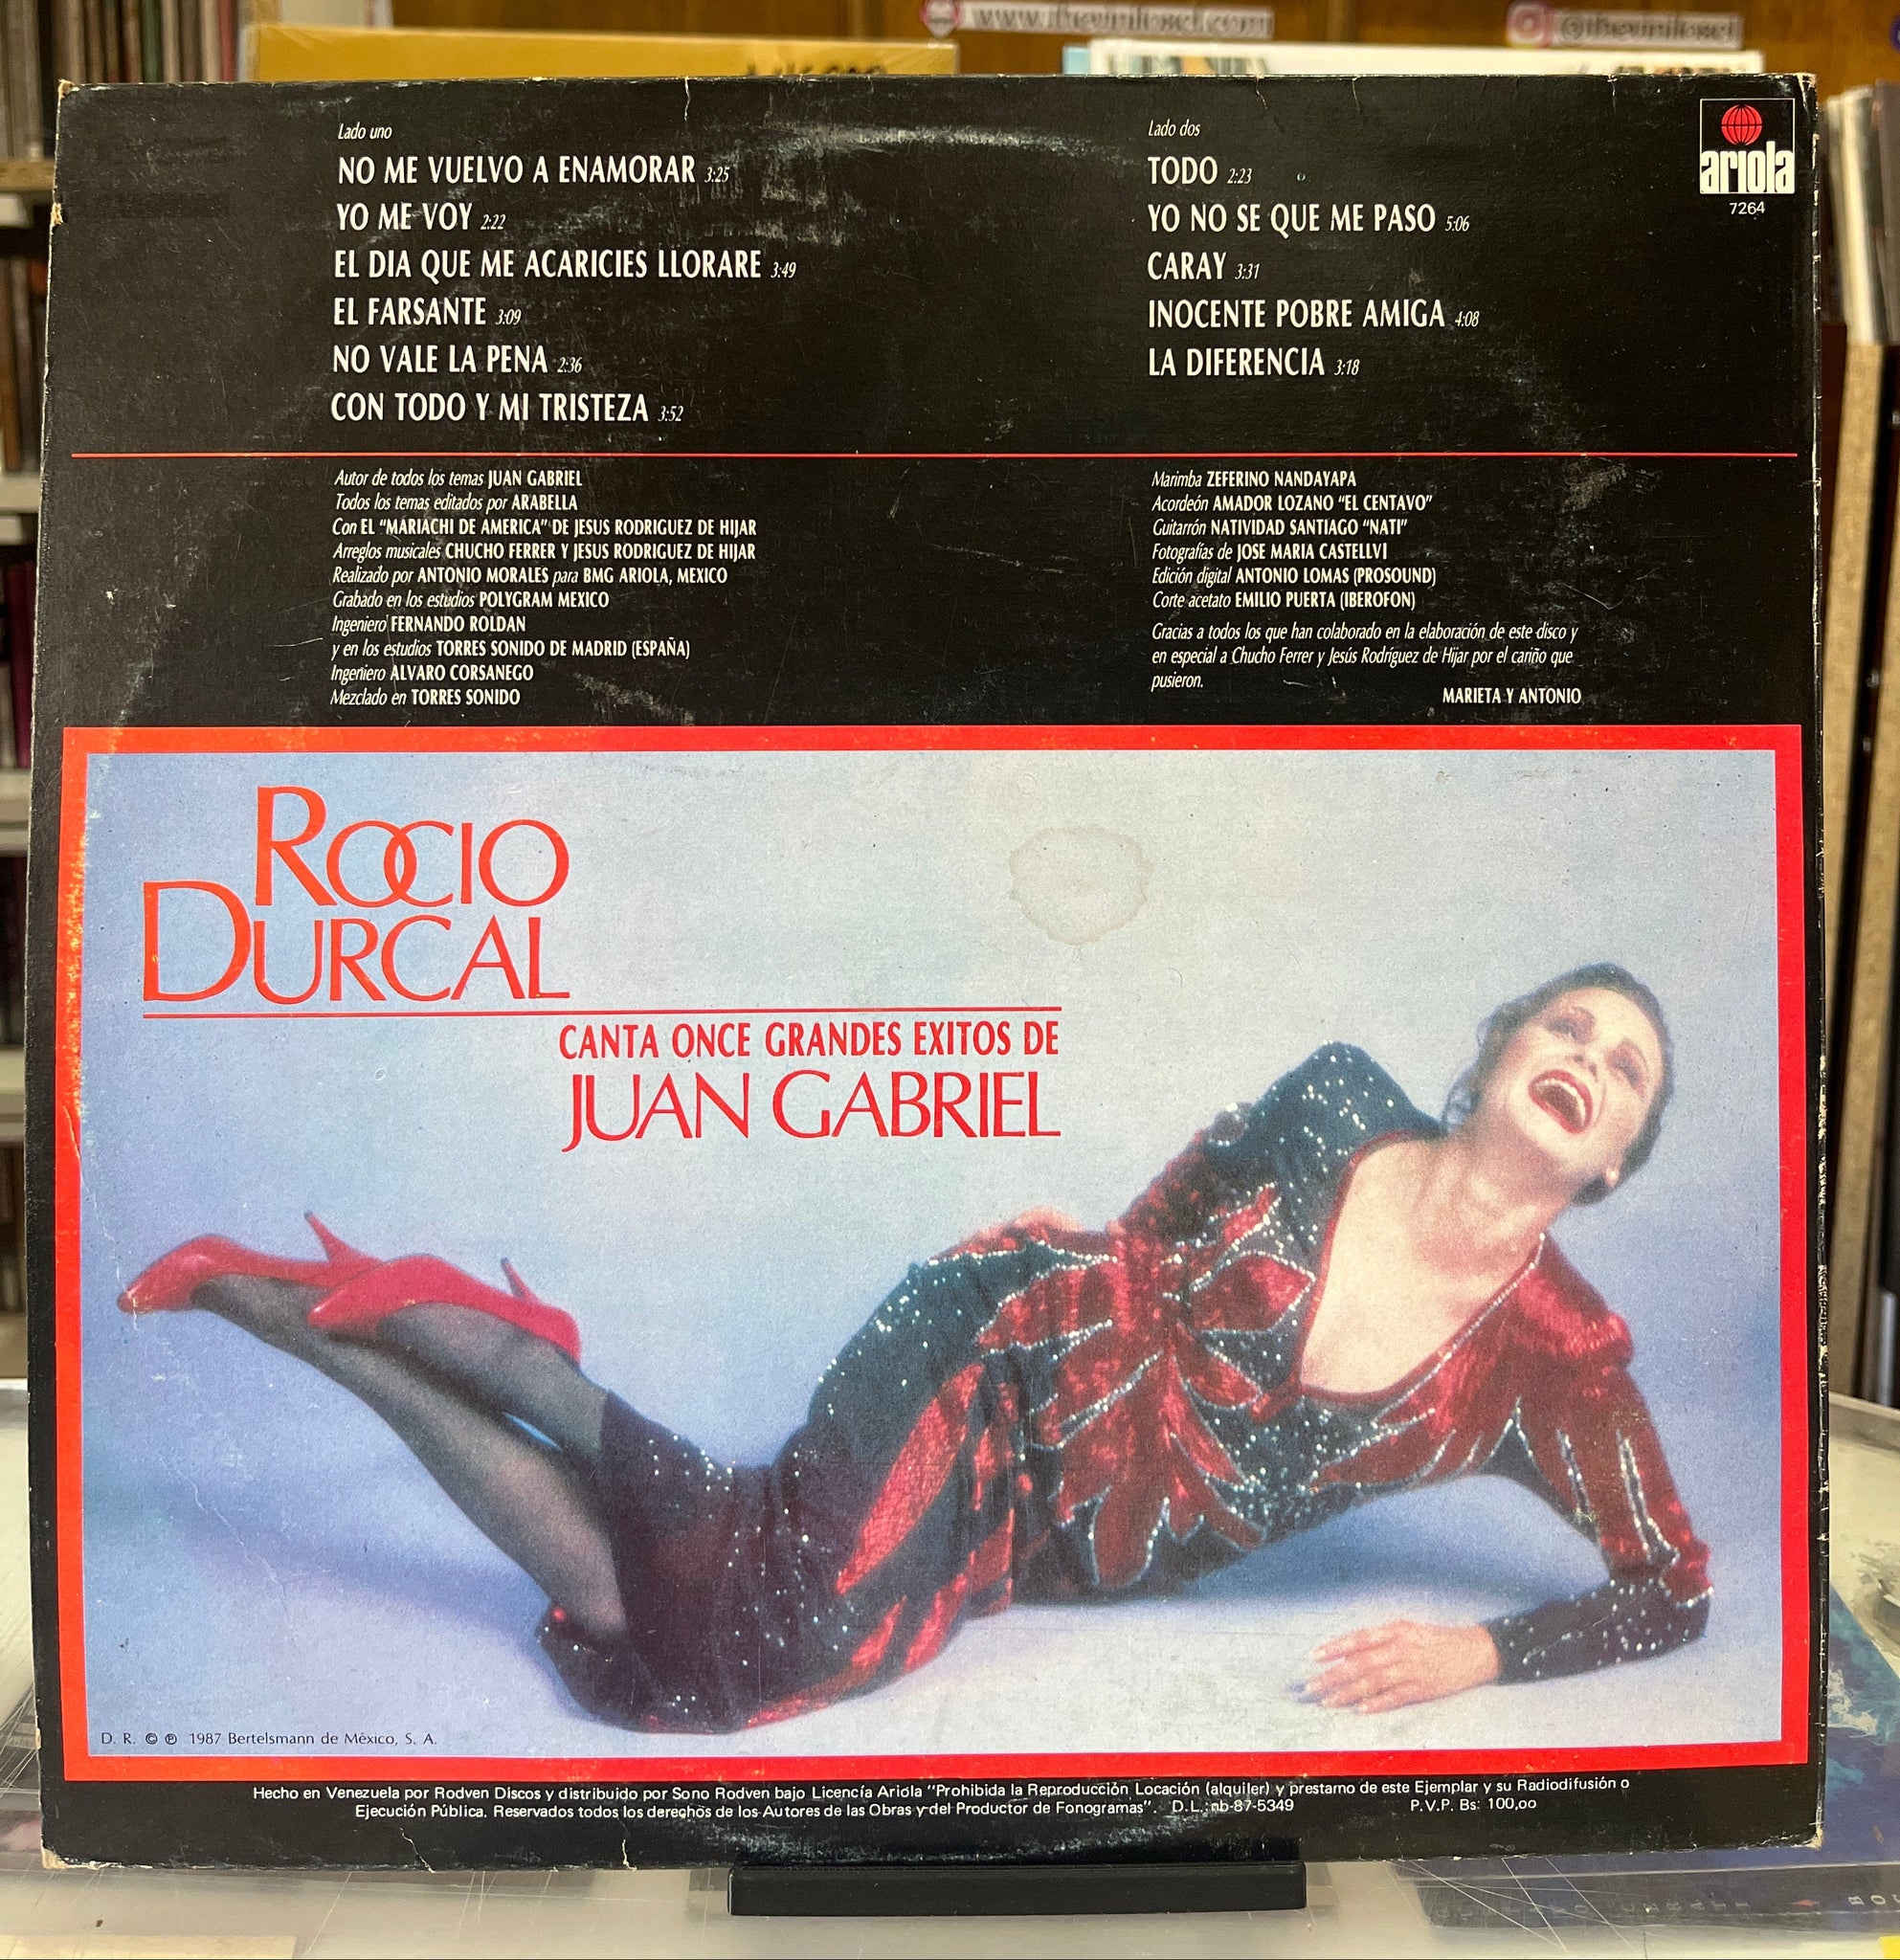 www.theviniloscl.com
@theviniloscl
Lado uno
NO ME VUELVO A ENAMORAR 3:25
YO ME VOY 2:22
EL DIA QUE ME ACARICIES LLORARE 3:49
EL FARSANTE 3:09
NO VALE LA PENA 2:36
CON TODO Y MI TRISTEZA 3:52
Lado dos
TODO 2:23
YO NO SE QUE ME PASO 5:06
CARAY 3:31
INOCENTE POBRE AMIGA 4:08
LA DIFERENCIA 3:18
ariola
7264
Autor de todos los temas JUAN GABRIEL
Todos los temas editados por ARABELLA
Con EL “MARIACHI DE AMERICA” DE JESUS RODRIGUEZ DE HIJAR
Arreglos musicales CHUCHO FERRER Y JESUS RODRIGUEZ DE HIJAR
Realizado por ANTONIO MORALES para BMG ARIOLA, MEXICO
Grabado en los estudios POLYGRAM MEXICO
Ingeniero FERNANDO ROLDAN
y en los estudios TORRES SONIDO DE MADRID (ESPAÑA)
Ingeniero ALVARO CORSANEGO
Mezclado en TORRES SONIDO
Marimba ZEFERINO NANDAYAPA
Acordeón AMADOR LOZANO “EL CENTAVO”
Guitarrón NATIVIDAD SANTIAGO “NATI”
Fotografías de JOSE MARIA CASTELLVI
Edición digital ANTONIO LOMAS (PROSOUND)
Corte acetato EMILIO PUERTA (IBEROFON)
Gracias a todos los que han colaborado en la elaboración de este disco y
en especial a Chucho Ferrer y Jesús Rodríguez de Hijar por el cariño que
pusieron.
MARIETA Y ANTONIO
ROCIO
DURCAL
CANTA ONCE GRANDES EXITOS DE
JUAN GABRIEL
D. R. © ℗ 1987 Bertelsmann de México, S. A.
Hecho en Venezuela por Rodven Discos y distribuido por Sono Rodven bajo Licencía Ariola “Prohibida la Reproducción Locación (alquiler) y prestamo de este Ejemplar y su Radiodifusión o
Ejecución Pública. Reservados todos los derechos de los Autores de las Obras y del Productor de Fonogramas”. D.L.: nb-87-5349 P.V.P. Bs: 100,oo